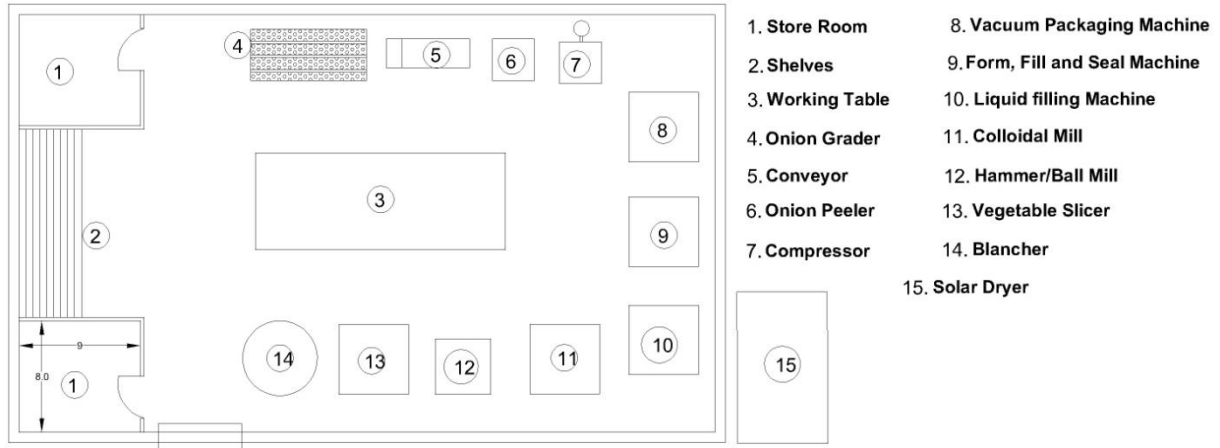 1
4
5
6
7
8
3
9
2
9
8.0
1
14
13
12
11
10
15
1. Store Room
2. Shelves
3. Working Table
4. Onion Grader
5. Conveyor
6. Onion Peeler
7. Compressor
8. Vacuum Packaging Machine
9. Form, Fill and Seal Machine
10. Liquid filling Machine
11. Colloidal Mill
12. Hammer/Ball Mill
13. Vegetable Slicer
14. Blancher
15. Solar Dryer